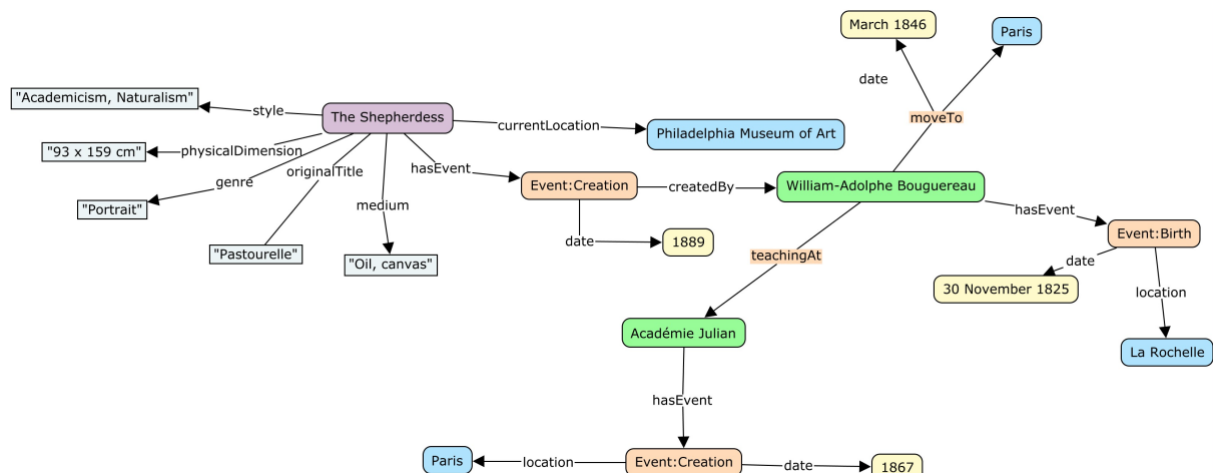 March 1846
Paris
date
"Academicism, Naturalism"
style
The Shepherdess
currentLocation
moveTo
Philadelphia Museum of Art
"93 x 159 cm"
physicalDimension
originalTitle
hasEvent
genre
Event:Creation
createdBy
William-Adolphe Bouguereau
"Portrait"
medium
hasEvent
Event:Birth
date
1889
"Pastourelle"
"Oil, canvas"
teachingAt
date
30 November 1825
location
Académie Julian
La Rochelle
hasEvent
Paris
location
Event:Creation
date
1867